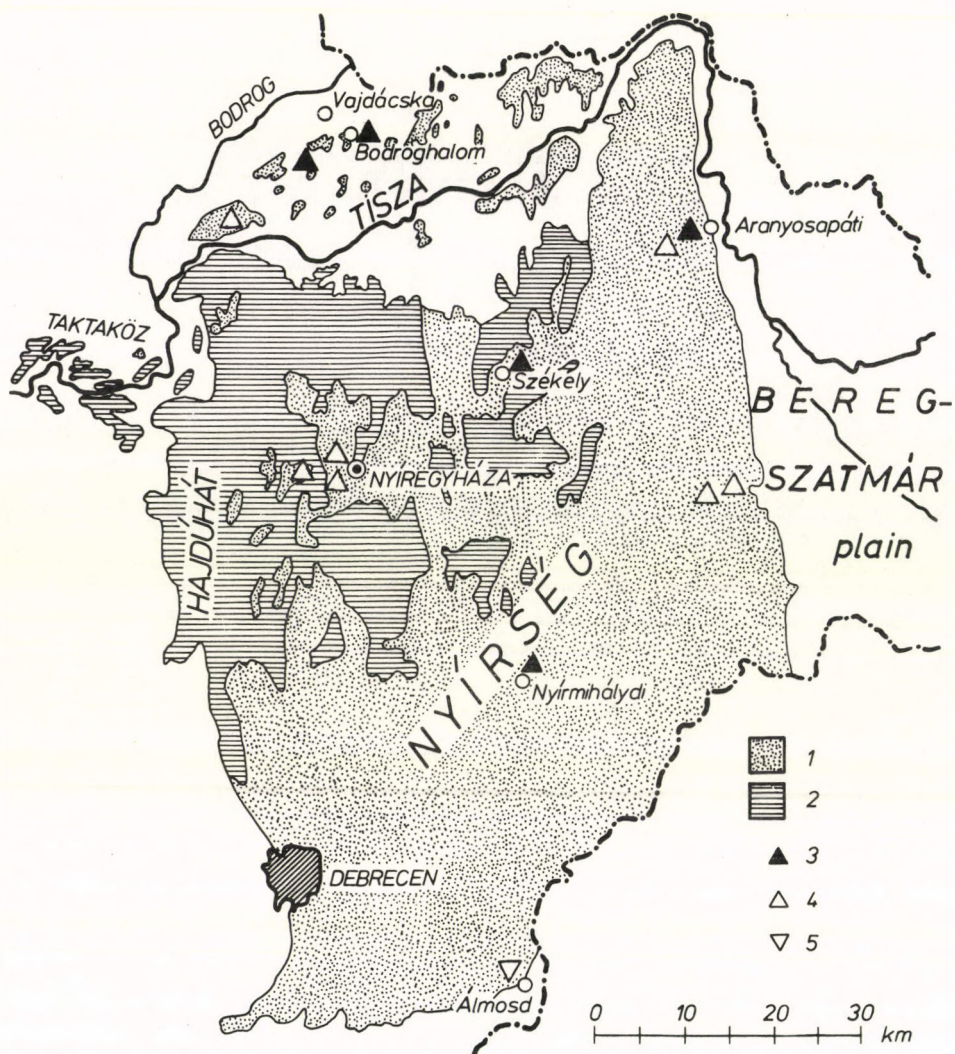 BODROG
Vajdácska
Bodroghalom
TISZA
Aranyosapáti
TAKTAKÖZ
Székely
BEREG-
NYÍREGYHÁZA
SZATMÁR
HAJDÚHÁT
plain
NYÍRSÉG
Nyírmihálydi
1
2
3
DEBRECEN
4
5
Álmosd
0 10 20 30
km